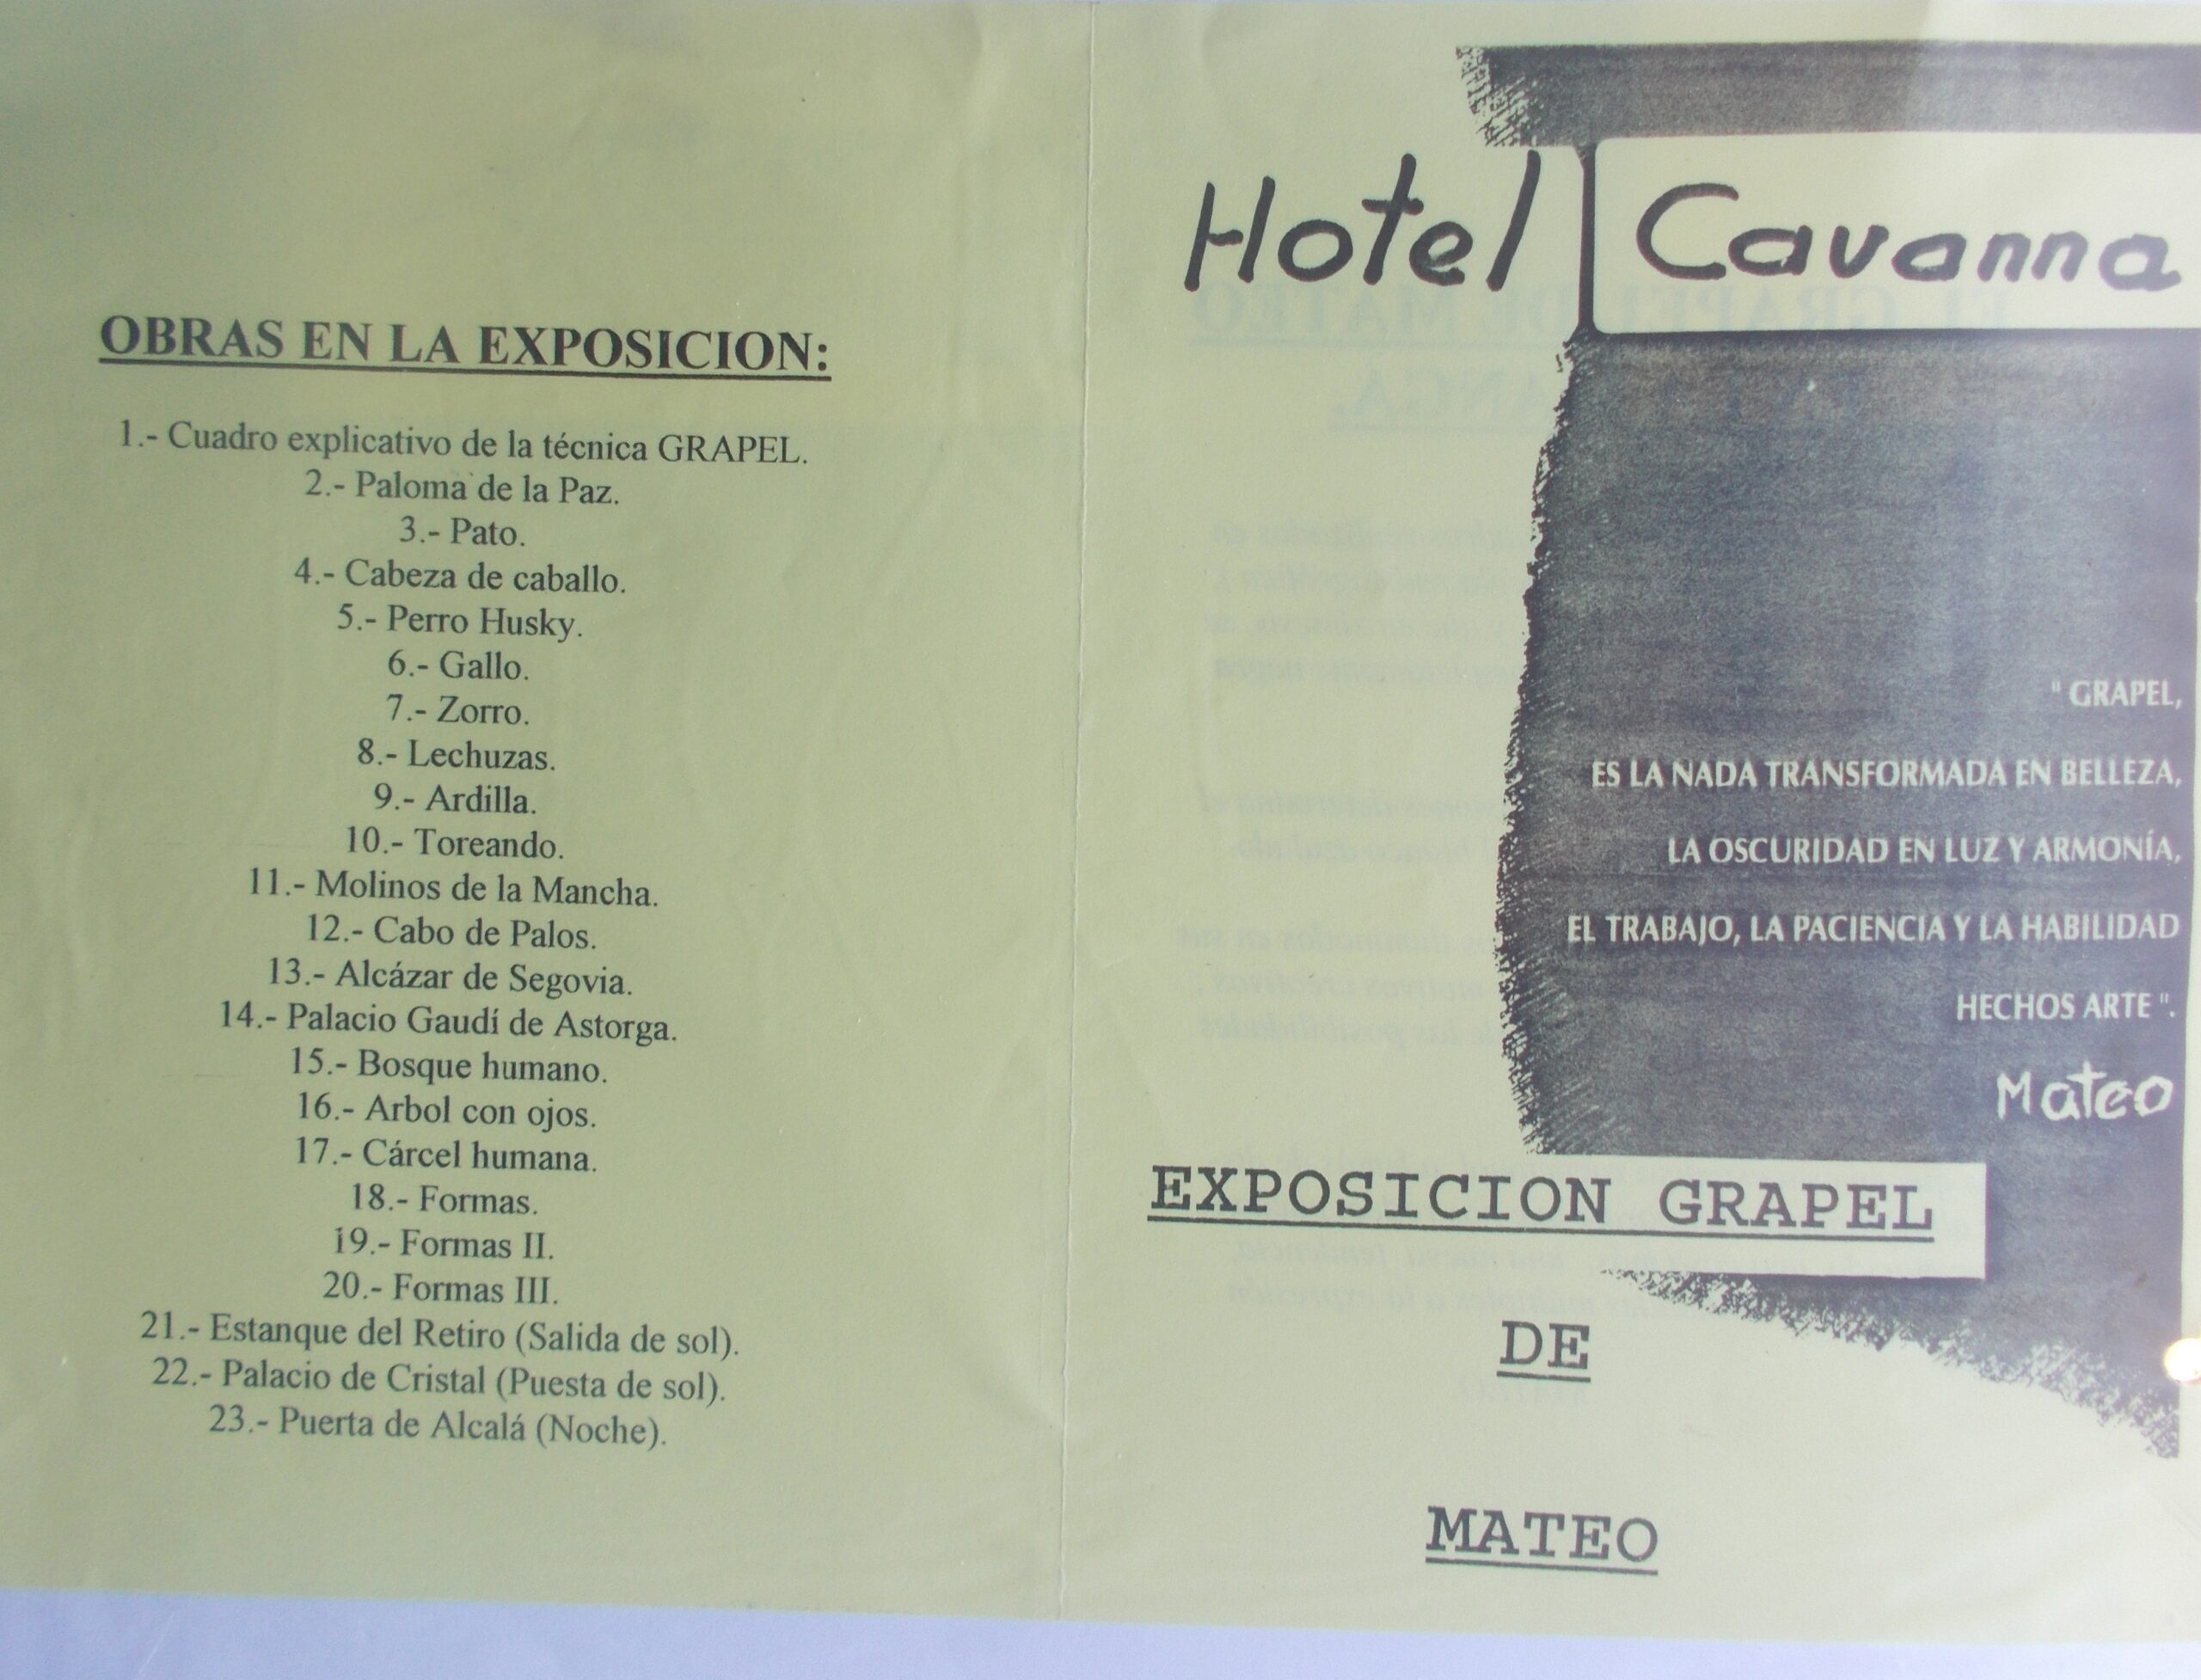 OBRAS EN LA EXPOSICION:
1.- Cuadro explicativo de la técnica GRAPEL.
2.- Paloma de la Paz.
3.- Pato.
4.- Cabeza de caballo.
5.- Perro Husky.
6.- Gallo.
7.- Zorro.
8.- Lechuzas.
9.- Ardilla.
10.- Toreando.
11.- Molinos de la Mancha.
12.- Cabo de Palos.
13.- Alcázar de Segovia.
14.- Palacio Gaudí de Astorga.
15.- Bosque humano.
16.- Arbol con ojos.
17.- Cárcel humana.
18.- Formas.
19.- Formas II.
20.- Formas III.
21.- Estanque del Retiro (Salida de sol).
22.- Palacio de Cristal (Puesta de sol).
23.- Puerta de Alcalá (Noche).
Hotel Cavanna
" GRAPEL,
ES LA NADA TRANSFORMADA EN BELLEZA,
LA OSCURIDAD EN LUZ Y ARMONÍA,
EL TRABAJO, LA PACIENCIA Y LA HABILIDAD
HECHOS ARTE ".
Mateo
EXPOSICION GRAPEL
DE
MATEO